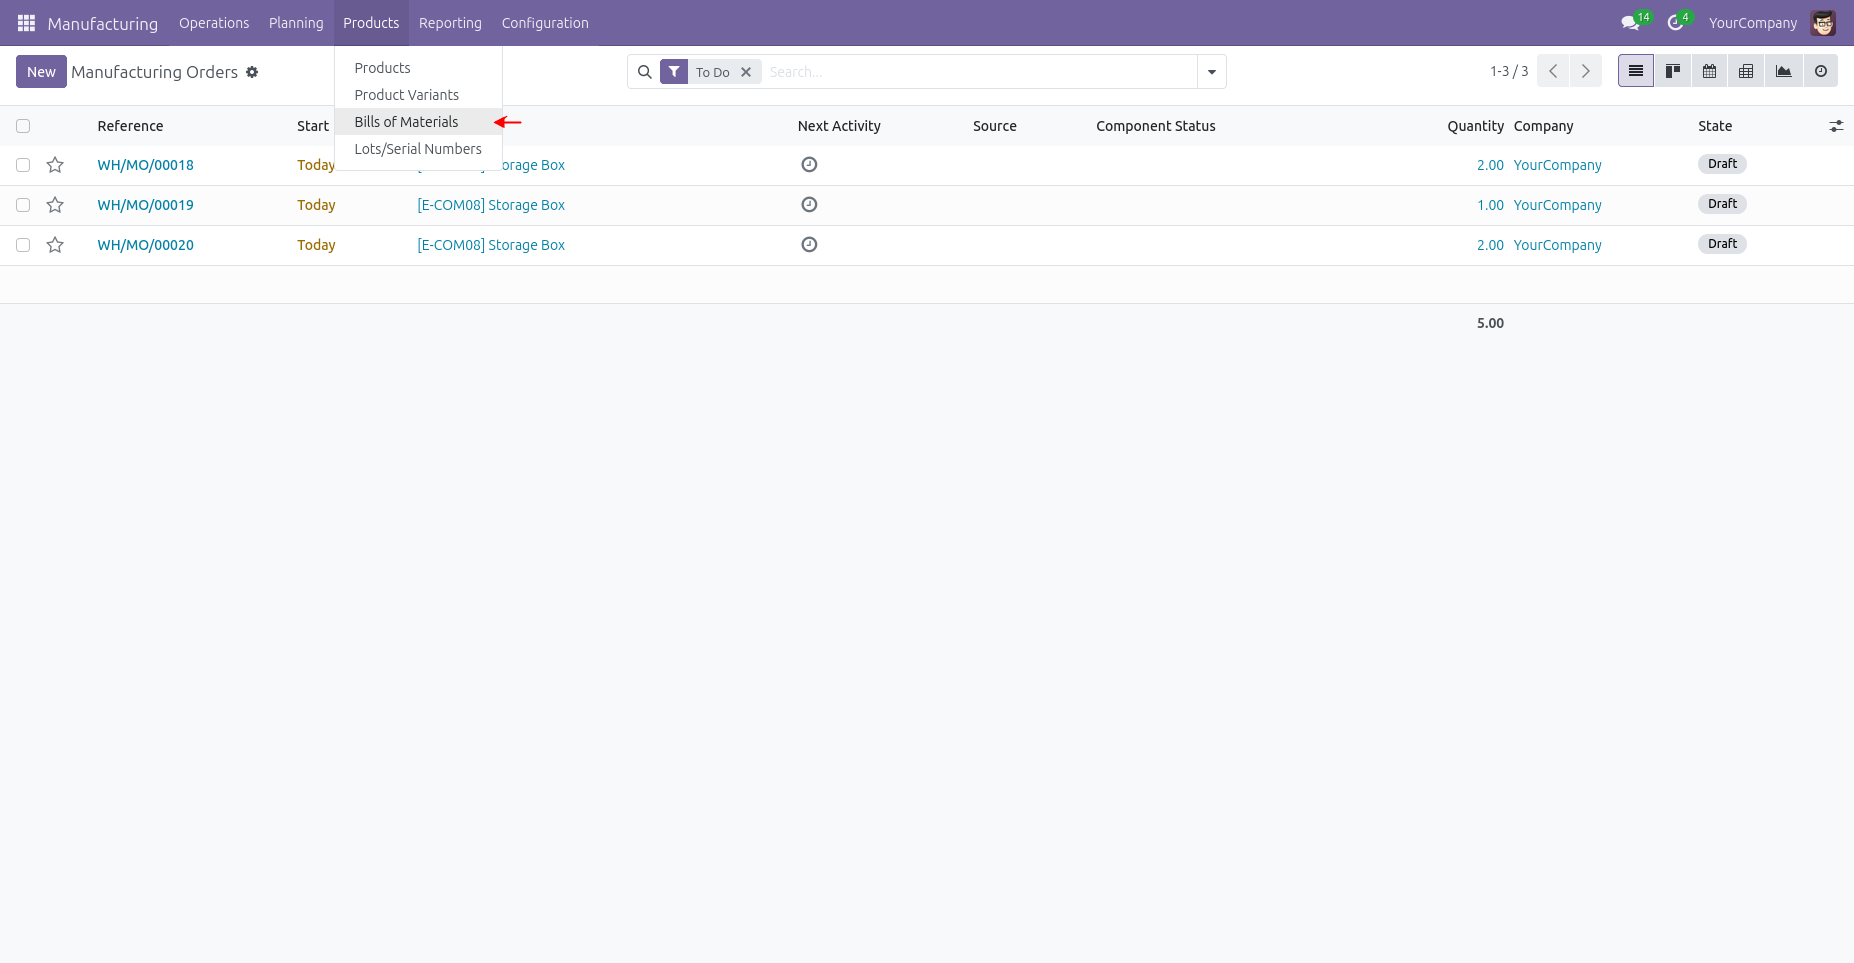 Manufacturing Operations Planning Products Reporting Configuration 14 4 YourCompany
New Manufacturing Orders To Do Search... 1-3 / 3
Products
Product Variants
Bills of Materials
Lots/Serial Numbers
Reference Start Next Activity Source Component Status Quantity Company State
WH/MO/00018 Today Box 2.00 YourCompany Draft
WH/MO/00019 Today [E-COM08] Storage Box 1.00 YourCompany Draft
WH/MO/00020 Today [E-COM08] Storage Box 2.00 YourCompany Draft
5.00